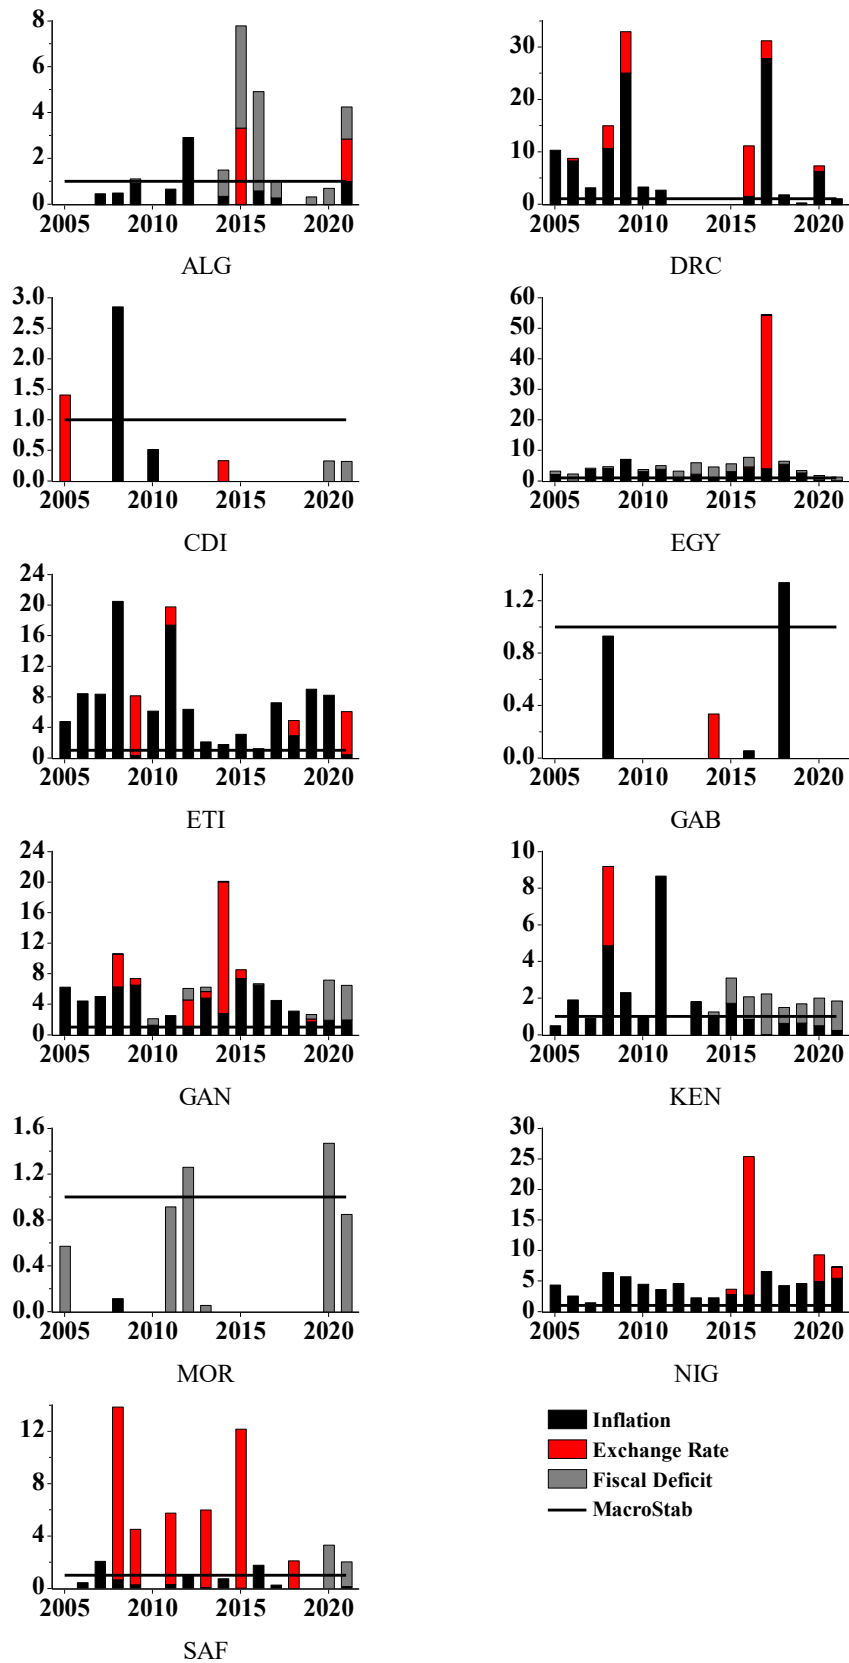 8
6
4
2
0
2005 2010 2015 2020
ALG
30
20
10
0
2005 2010 2015 2020
DRC
3.0
2.5
2.0
1.5
1.0
0.5
0.0
2005 2010 2015 2020
CDI
60
50
40
30
20
10
0
2005 2010 2015 2020
EGY
24
20
16
12
8
4
0
2005 2010 2015 2020
ETI
1.2
0.8
0.4
0.0
2005 2010 2015 2020
GAB
24
20
16
12
8
4
0
2005 2010 2015 2020
GAN
10
8
6
4
2
0
2005 2010 2015 2020
KEN
1.6
1.2
0.8
0.4
0.0
2005 2010 2015 2020
MOR
30
25
20
15
10
5
0
2005 2010 2015 2020
NIG
12
8
4
0
2005 2010 2015 2020
SAF
Inflation
Exchange Rate
Fiscal Deficit
MacroStab